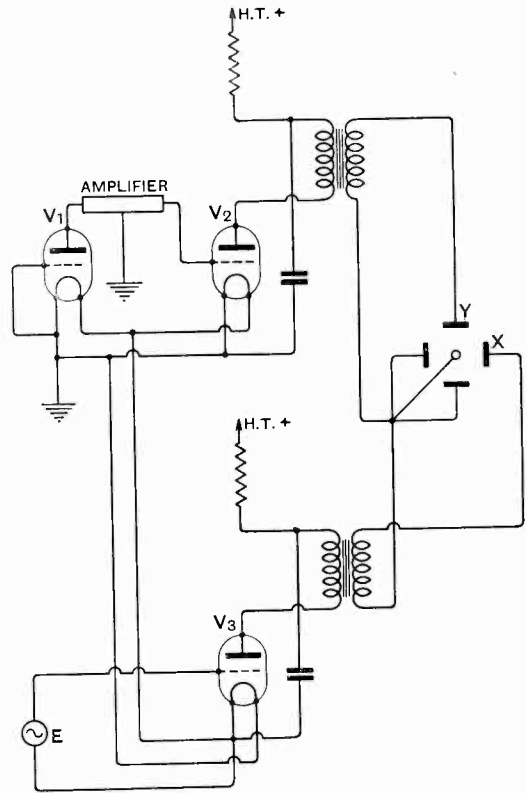 H.T. +
AMPLIFIER
V1
V2
Y
X
H.T. +
V3
E